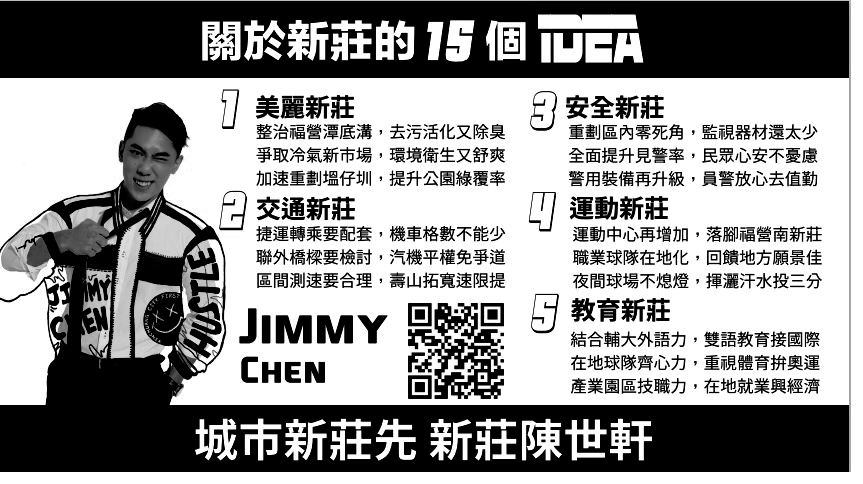 關於新莊的 15 個 IDEA
1 美麗新莊
整治福營潭底溝，去污活化又除臭
爭取冷氣新市場，環境衛生又舒爽
加速重劃塭仔圳，提升公園綠覆率
2 交通新莊
捷運轉乘要配套，機車格數不能少
聯外橋樑要檢討，汽機平權免爭道
區間測速要合理，壽山拓寬速限提
3 安全新莊
重劃區內零死角，監視器材還太少
全面提升見警率，民眾心安不憂慮
警用裝備再升級，員警放心去值勤
4 運動新莊
運動中心再增加，落腳福營南新莊
職業球隊在地化，回饋地方願景佳
夜間球場不熄燈，揮灑汗水投三分
5 教育新莊
結合輔大外語力，雙語教育接國際
在地球隊齊心力，重視體育拚奧運
產業園區技職力，在地就業興經濟
JIMMY
CHEN
HUSTLE
城市新莊先 新莊陳世軒